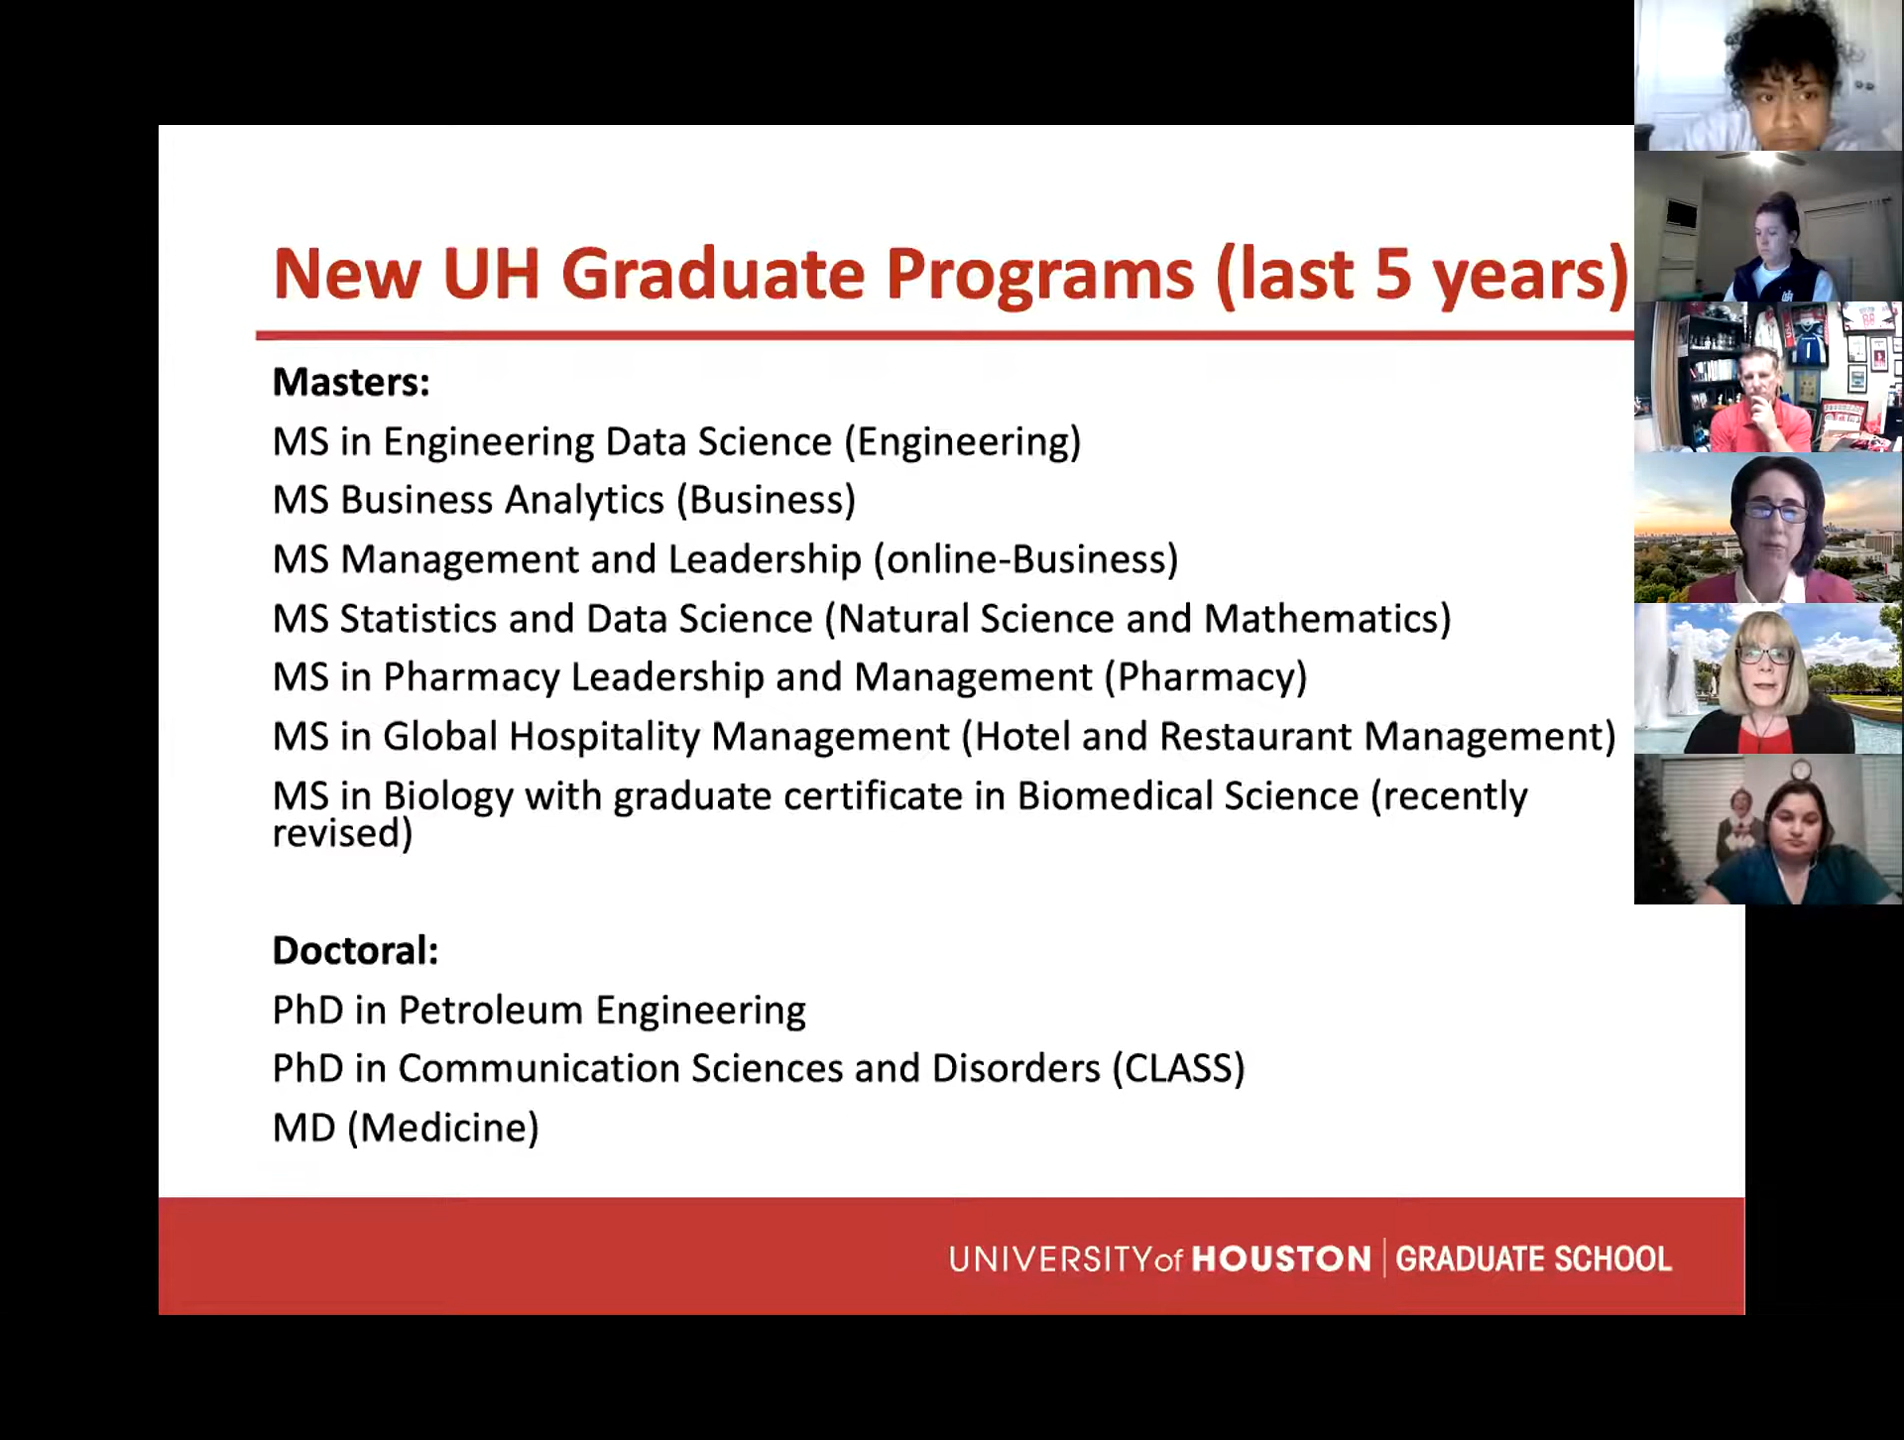 New UH Graduate Programs (last 5 years)
Masters:
MS in Engineering Data Science (Engineering)
MS Business Analytics (Business)
MS Management and Leadership (online-Business)
MS Statistics and Data Science (Natural Science and Mathematics)
MS in Pharmacy Leadership and Management (Pharmacy)
MS in Global Hospitality Management (Hotel and Restaurant Management)
MS in Biology with graduate certificate in Biomedical Science (recently
revised)
Doctoral:
PhD in Petroleum Engineering
PhD in Communication Sciences and Disorders (CLASS)
MD (Medicine)
UNIVERSITY of HOUSTON | GRADUATE SCHOOL